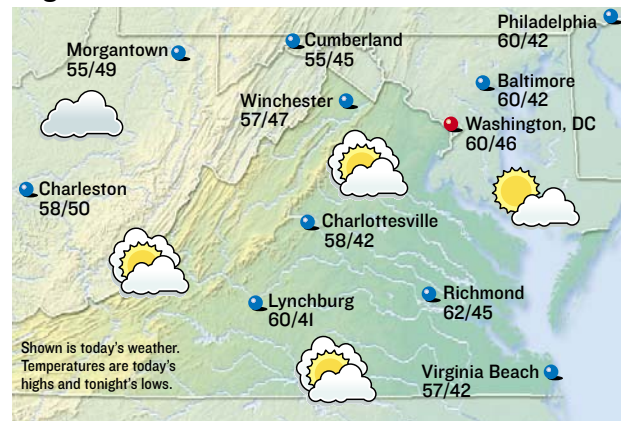 Philadelphia
60/42
Morgantown
55/49
Cumberland
55/45
Baltimore
60/42
Winchester
57/47
Washington, DC
60/46
Charleston
58/50
Charlottesville
58/42
Lynchburg
60/41
Richmond
62/45
Shown is today's weather.
Temperatures are today's
highs and tonight's lows.
Virginia Beach
57/42